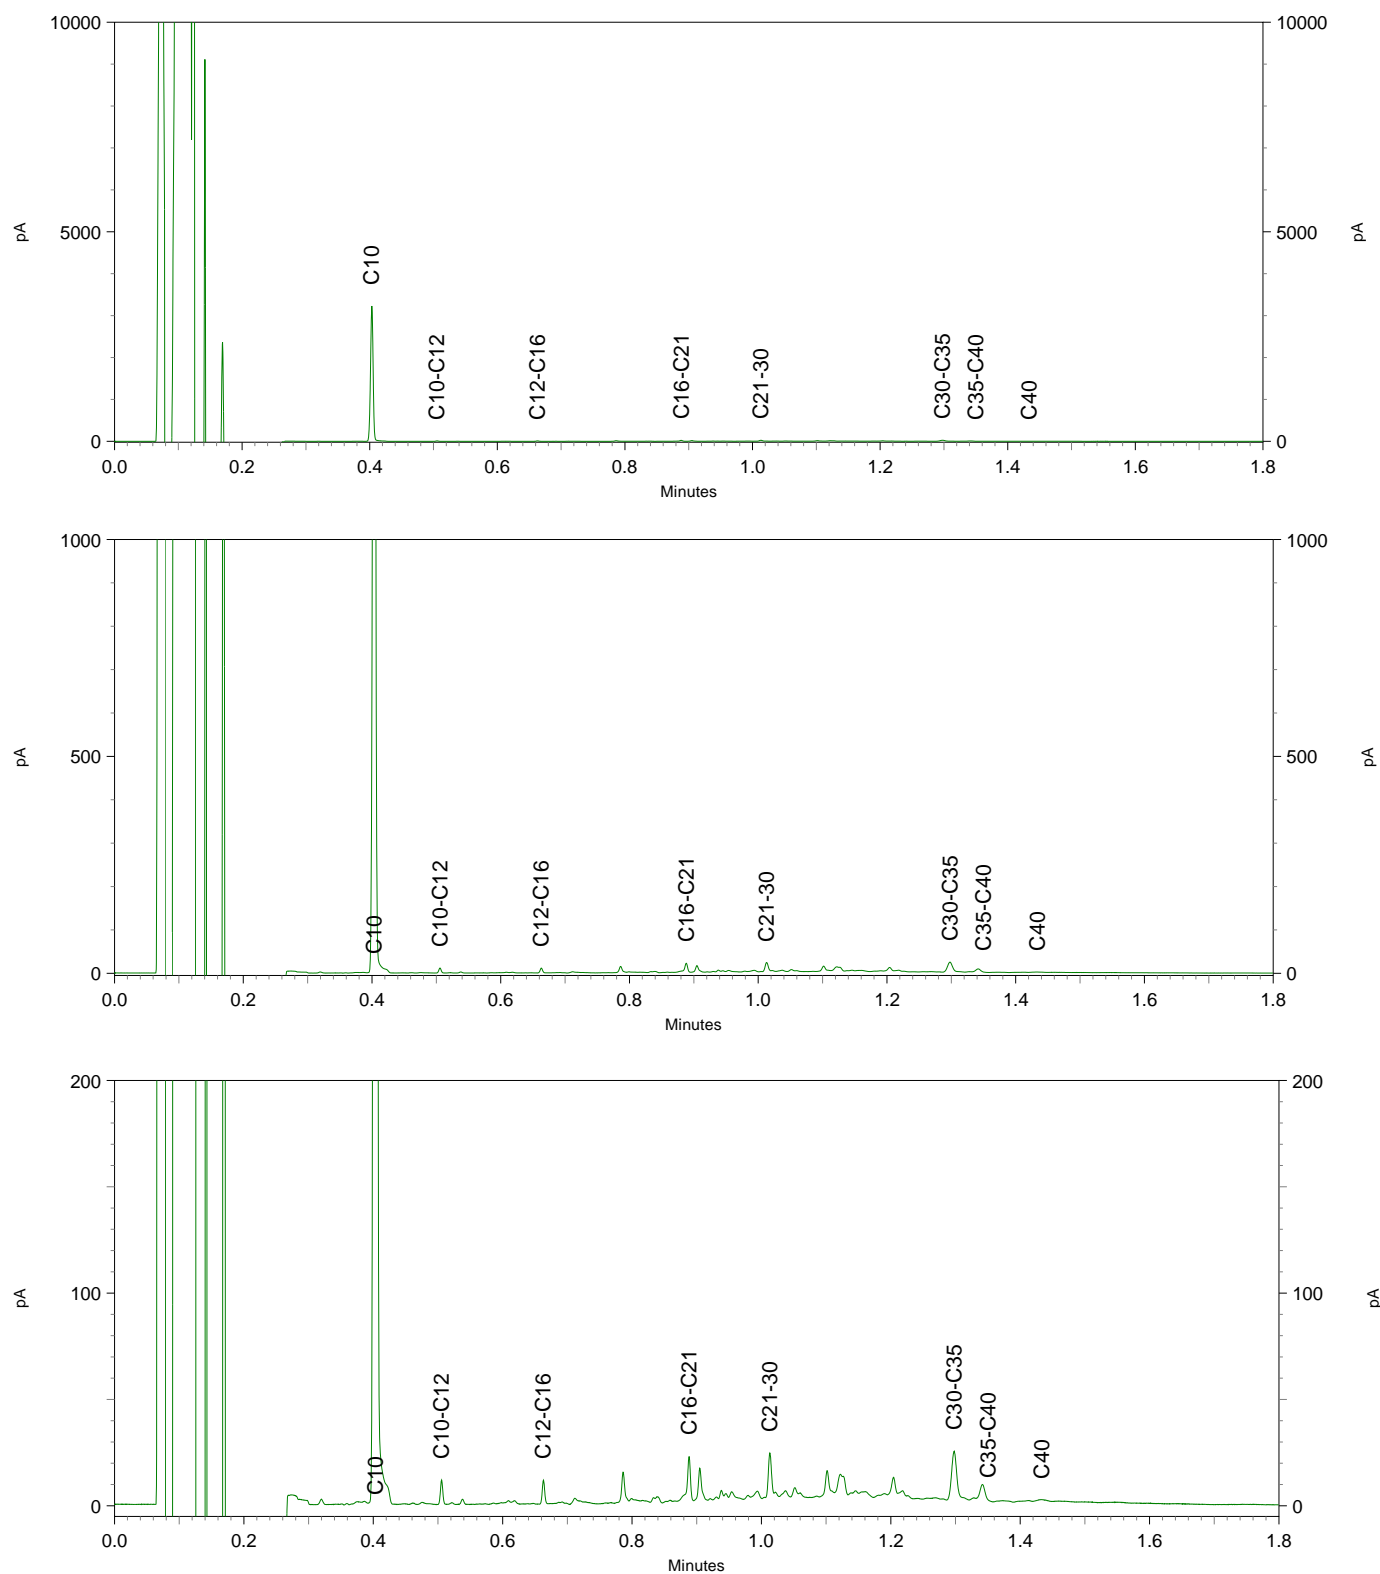 10000 10000
pA 5000 5000 pA
C10
C10-C12 C12-C16 C16-C21 C21-30 C30-C35 C35-C40 C40
0 0
0.0 0.2 0.4 0.6 0.8 1.0 1.2 1.4 1.6 1.8
Minutes
1000 1000
pA 500 500 pA
C10 C10-C12 C12-C16 C16-C21 C21-30 C30-C35 C35-C40 C40
0 0
0.0 0.2 0.4 0.6 0.8 1.0 1.2 1.4 1.6 1.8
Minutes
200 200
pA 100 100 pA
C10 C10-C12 C12-C16 C16-C21 C21-30 C30-C35 C35-C40 C40
0 0
0.0 0.2 0.4 0.6 0.8 1.0 1.2 1.4 1.6 1.8
Minutes